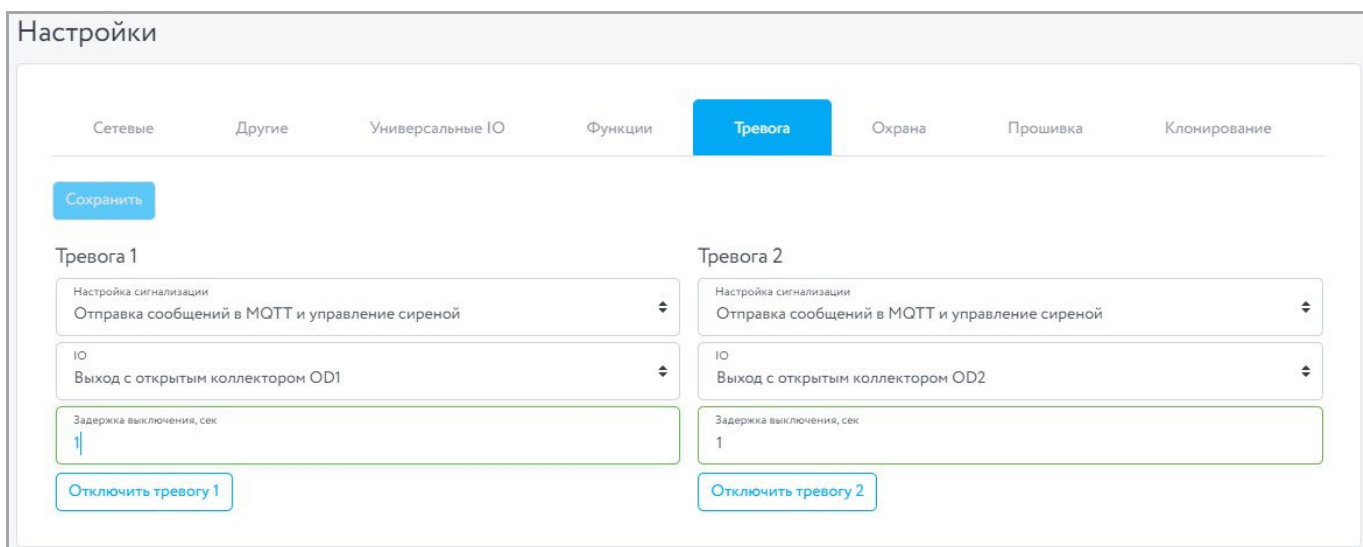 Настройки
Сетевые Другие Универсальные IO Функции Тревога Охрана Прошивка Клонирование
Сохранить
Тревога 1
Настройка сигнализации
Отправка сообщений в MQTT и управление сиреной
IO
Выход с открытым коллектором OD1
Задержка выключения, сек
1
Отключить тревогу 1
Тревога 2
Настройка сигнализации
Отправка сообщений в MQTT и управление сиреной
IO
Выход с открытым коллектором OD2
Задержка выключения, сек
1
Отключить тревогу 2